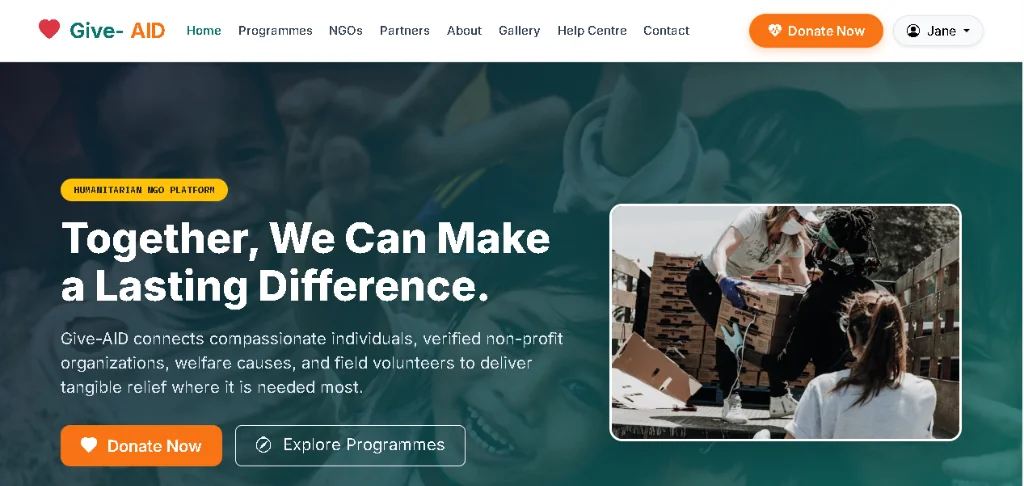 Give- AID
Home Programmes NGOs Partners About Gallery Help Centre Contact
Donate Now
Jane
HUMANITARIAN NGO PLATFORM
Together, We Can Make
a Lasting Difference.
Give-AID connects compassionate individuals, verified non-profit
organizations, welfare causes, and field volunteers to deliver
tangible relief where it is needed most.
Donate Now
Explore Programmes